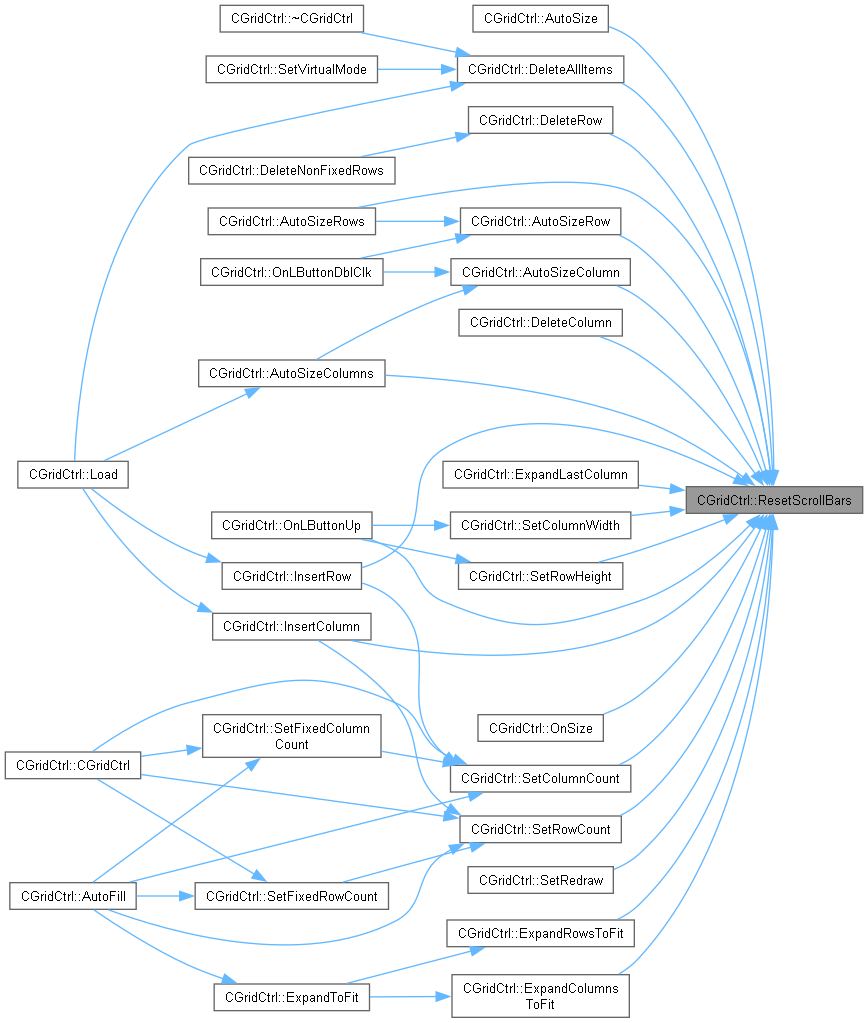 CGridCtrl::~CGridCtrl
CGridCtrl::AutoSize
CGridCtrl::SetVirtualMode
CGridCtrl::DeleteAllItems
CGridCtrl::DeleteRow
CGridCtrl::DeleteNonFixedRows
CGridCtrl::AutoSizeRows
CGridCtrl::AutoSizeRow
CGridCtrl::OnLButtonDblClk
CGridCtrl::AutoSizeColumn
CGridCtrl::DeleteColumn
CGridCtrl::AutoSizeColumns
CGridCtrl::Load
CGridCtrl::ExpandLastColumn
CGridCtrl::ResetScrollBars
CGridCtrl::OnLButtonUp
CGridCtrl::SetColumnWidth
CGridCtrl::InsertRow
CGridCtrl::SetRowHeight
CGridCtrl::InsertColumn
CGridCtrl::OnSize
CGridCtrl::SetFixedColumn
Count
CGridCtrl::CGridCtrl
CGridCtrl::SetColumnCount
CGridCtrl::SetRowCount
CGridCtrl::SetRedraw
CGridCtrl::AutoFill
CGridCtrl::SetFixedRowCount
CGridCtrl::ExpandRowsToFit
CGridCtrl::ExpandToFit
CGridCtrl::ExpandColumns
ToFit